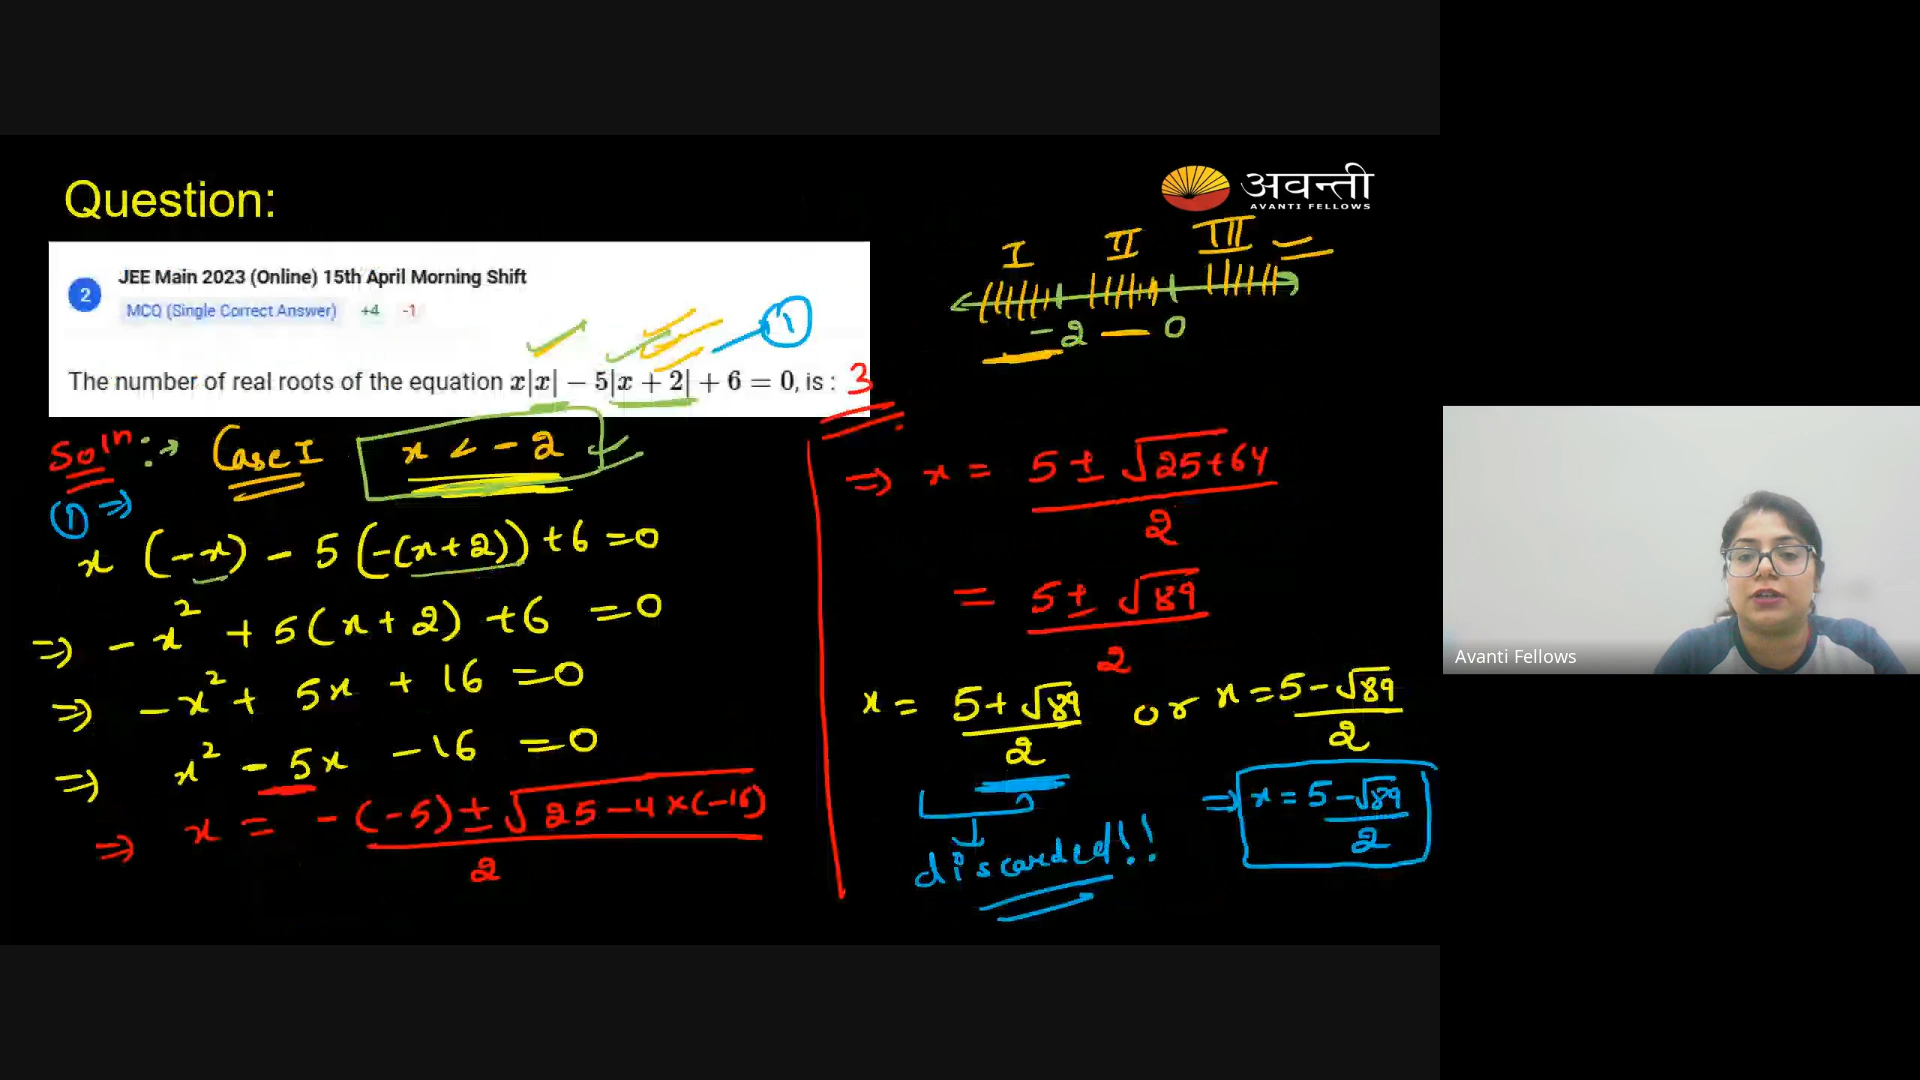 Question:
अवन्ती
AVANTI FELLOWS
2
JEE Main 2023 (Online) 15th April Morning Shift
MCQ (Single Correct Answer) +4 -1
The number of real roots of the equation x|x| − 5|x + 2| + 6 = 0, is : 3
1
I II III
-2 0
Soln :→ Case I x < -2
① ⇒
x (-x) - 5 (-(x+2)) + 6 = 0
⇒ -x² + 5(x+2) + 6 = 0
⇒ -x² + 5x + 16 = 0
⇒ x² - 5x - 16 = 0
⇒ x = -(-5) ± √25-4×(-16)
2
⇒ x = 5 ± √25+64
2
= 5 ± √89
2
x = 5+√89 or x = 5-√89
2 2
discarded!!
⇒ x = 5-√89
2
Avanti Fellows